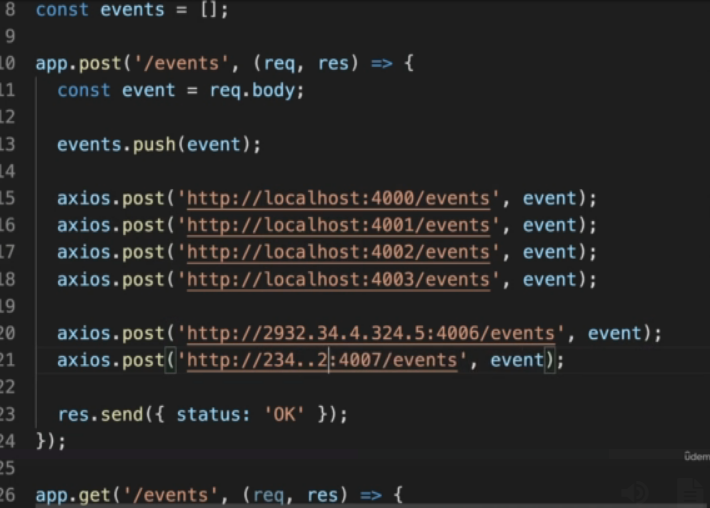 8 const events = [];
9
10 app.post('/events', (req, res) => {
11 const event = req.body;
12
13 events.push(event);
14
15 axios.post('http://localhost:4000/events', event);
16 axios.post('http://localhost:4001/events', event);
17 axios.post('http://localhost:4002/events', event);
18 axios.post('http://localhost:4003/events', event);
19
20 axios.post('http://2932.34.4.324.5:4006/events', event);
21 axios.post('http://234..2:4007/events', event);
22
23 res.send({ status: 'OK' });
24 });
ûdem
25
26 app.get('/events', (req, res) => {